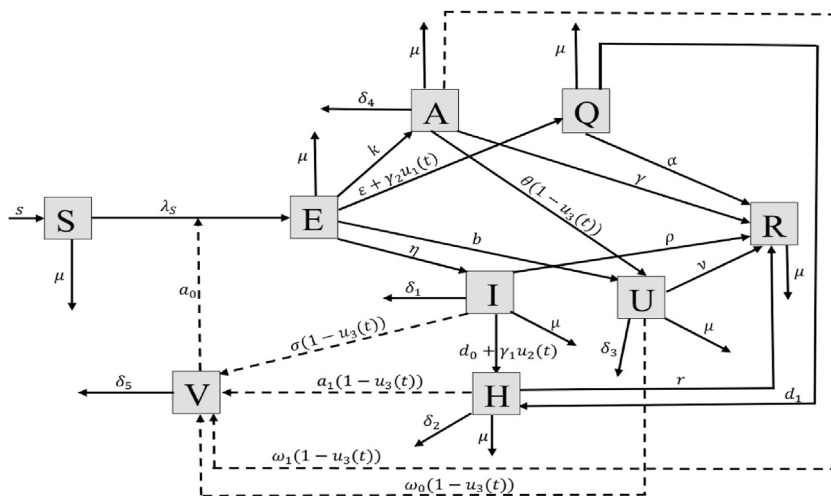 μ
μ
δ₄
A
Q
k
ε + γ₂u₁(t)
α
μ
γ
θ(1−u₃(t))
s
S
λₛ
E
R
b
ρ
η
ν
μ
μ
I
U
δ₁
a₀
μ
μ
σ(1−u₃(t))
δ₃
d₀ + γ₁u₂(t)
δ₅
V
a₁(1−u₃(t))
H
r
d₁
δ₂
μ
ω₁(1−u₃(t))
ω₀(1−u₃(t))